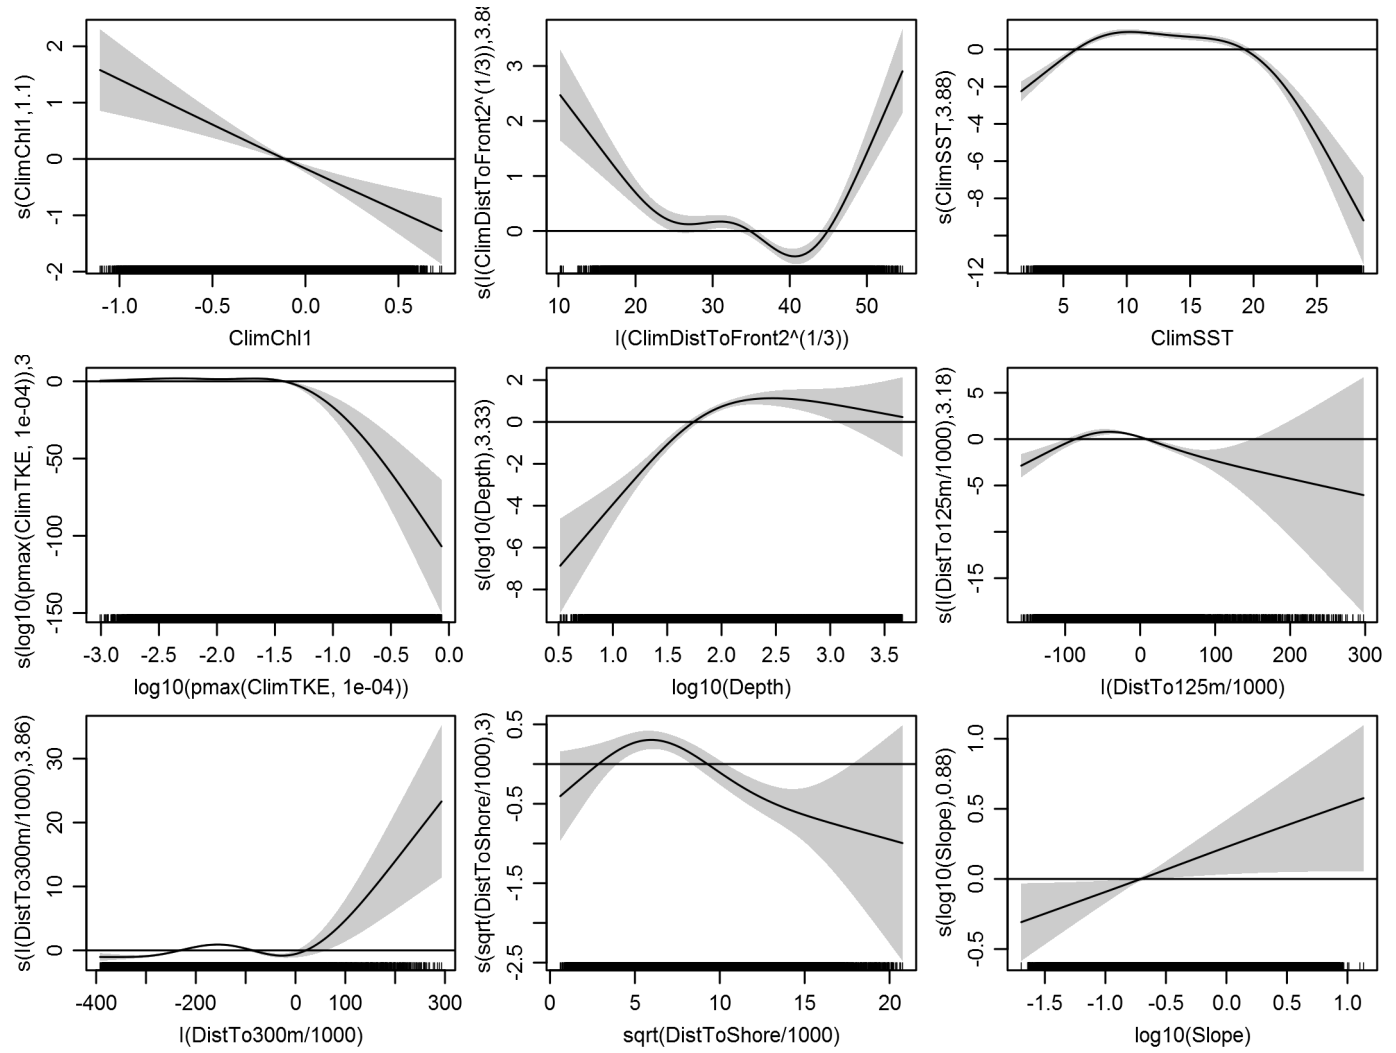 s(ClimChl1,1.1)
2
1
0
-1
-2
-1.0 -0.5 0.0 0.5
ClimChl1
s(I(ClimDistToFront2^(1/3)),3.88
3
2
1
0
10 20 30 40 50
I(ClimDistToFront2^(1/3))
s(ClimSST,3.88)
0
-2
-4
-6
-8
-12
5 10 15 20 25
ClimSST
s(log10(pmax(ClimTKE, 1e-04)),3
0
-50
-100
-150
-3.0 -2.5 -2.0 -1.5 -1.0 -0.5 0.0
log10(pmax(ClimTKE, 1e-04))
s(log10(Depth),3.33)
2
0
-2
-4
-6
-8
0.5 1.0 1.5 2.0 2.5 3.0 3.5
log10(Depth)
s(I(DistTo125m/1000),3.18)
5
0
-5
-15
-100 0 100 200 300
I(DistTo125m/1000)
s(I(DistTo300m/1000),3.86)
30
20
10
0
-400 -200 0 100 300
I(DistTo300m/1000)
s(sqrt(DistToShore/1000),3)
0.5
-0.5
-1.5
-2.5
0 5 10 15 20
sqrt(DistToShore/1000)
s(log10(Slope),0.88)
1.0
0.5
0.0
-0.5
-1.5 -1.0 -0.5 0.0 0.5 1.0
log10(Slope)